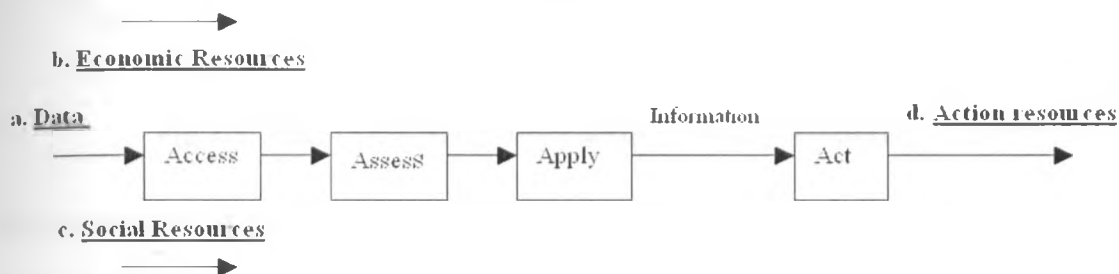 b. Economic Resources
a. Data
Information
d. Action resources
Access
Assess
Apply
Act
c. Social Resources